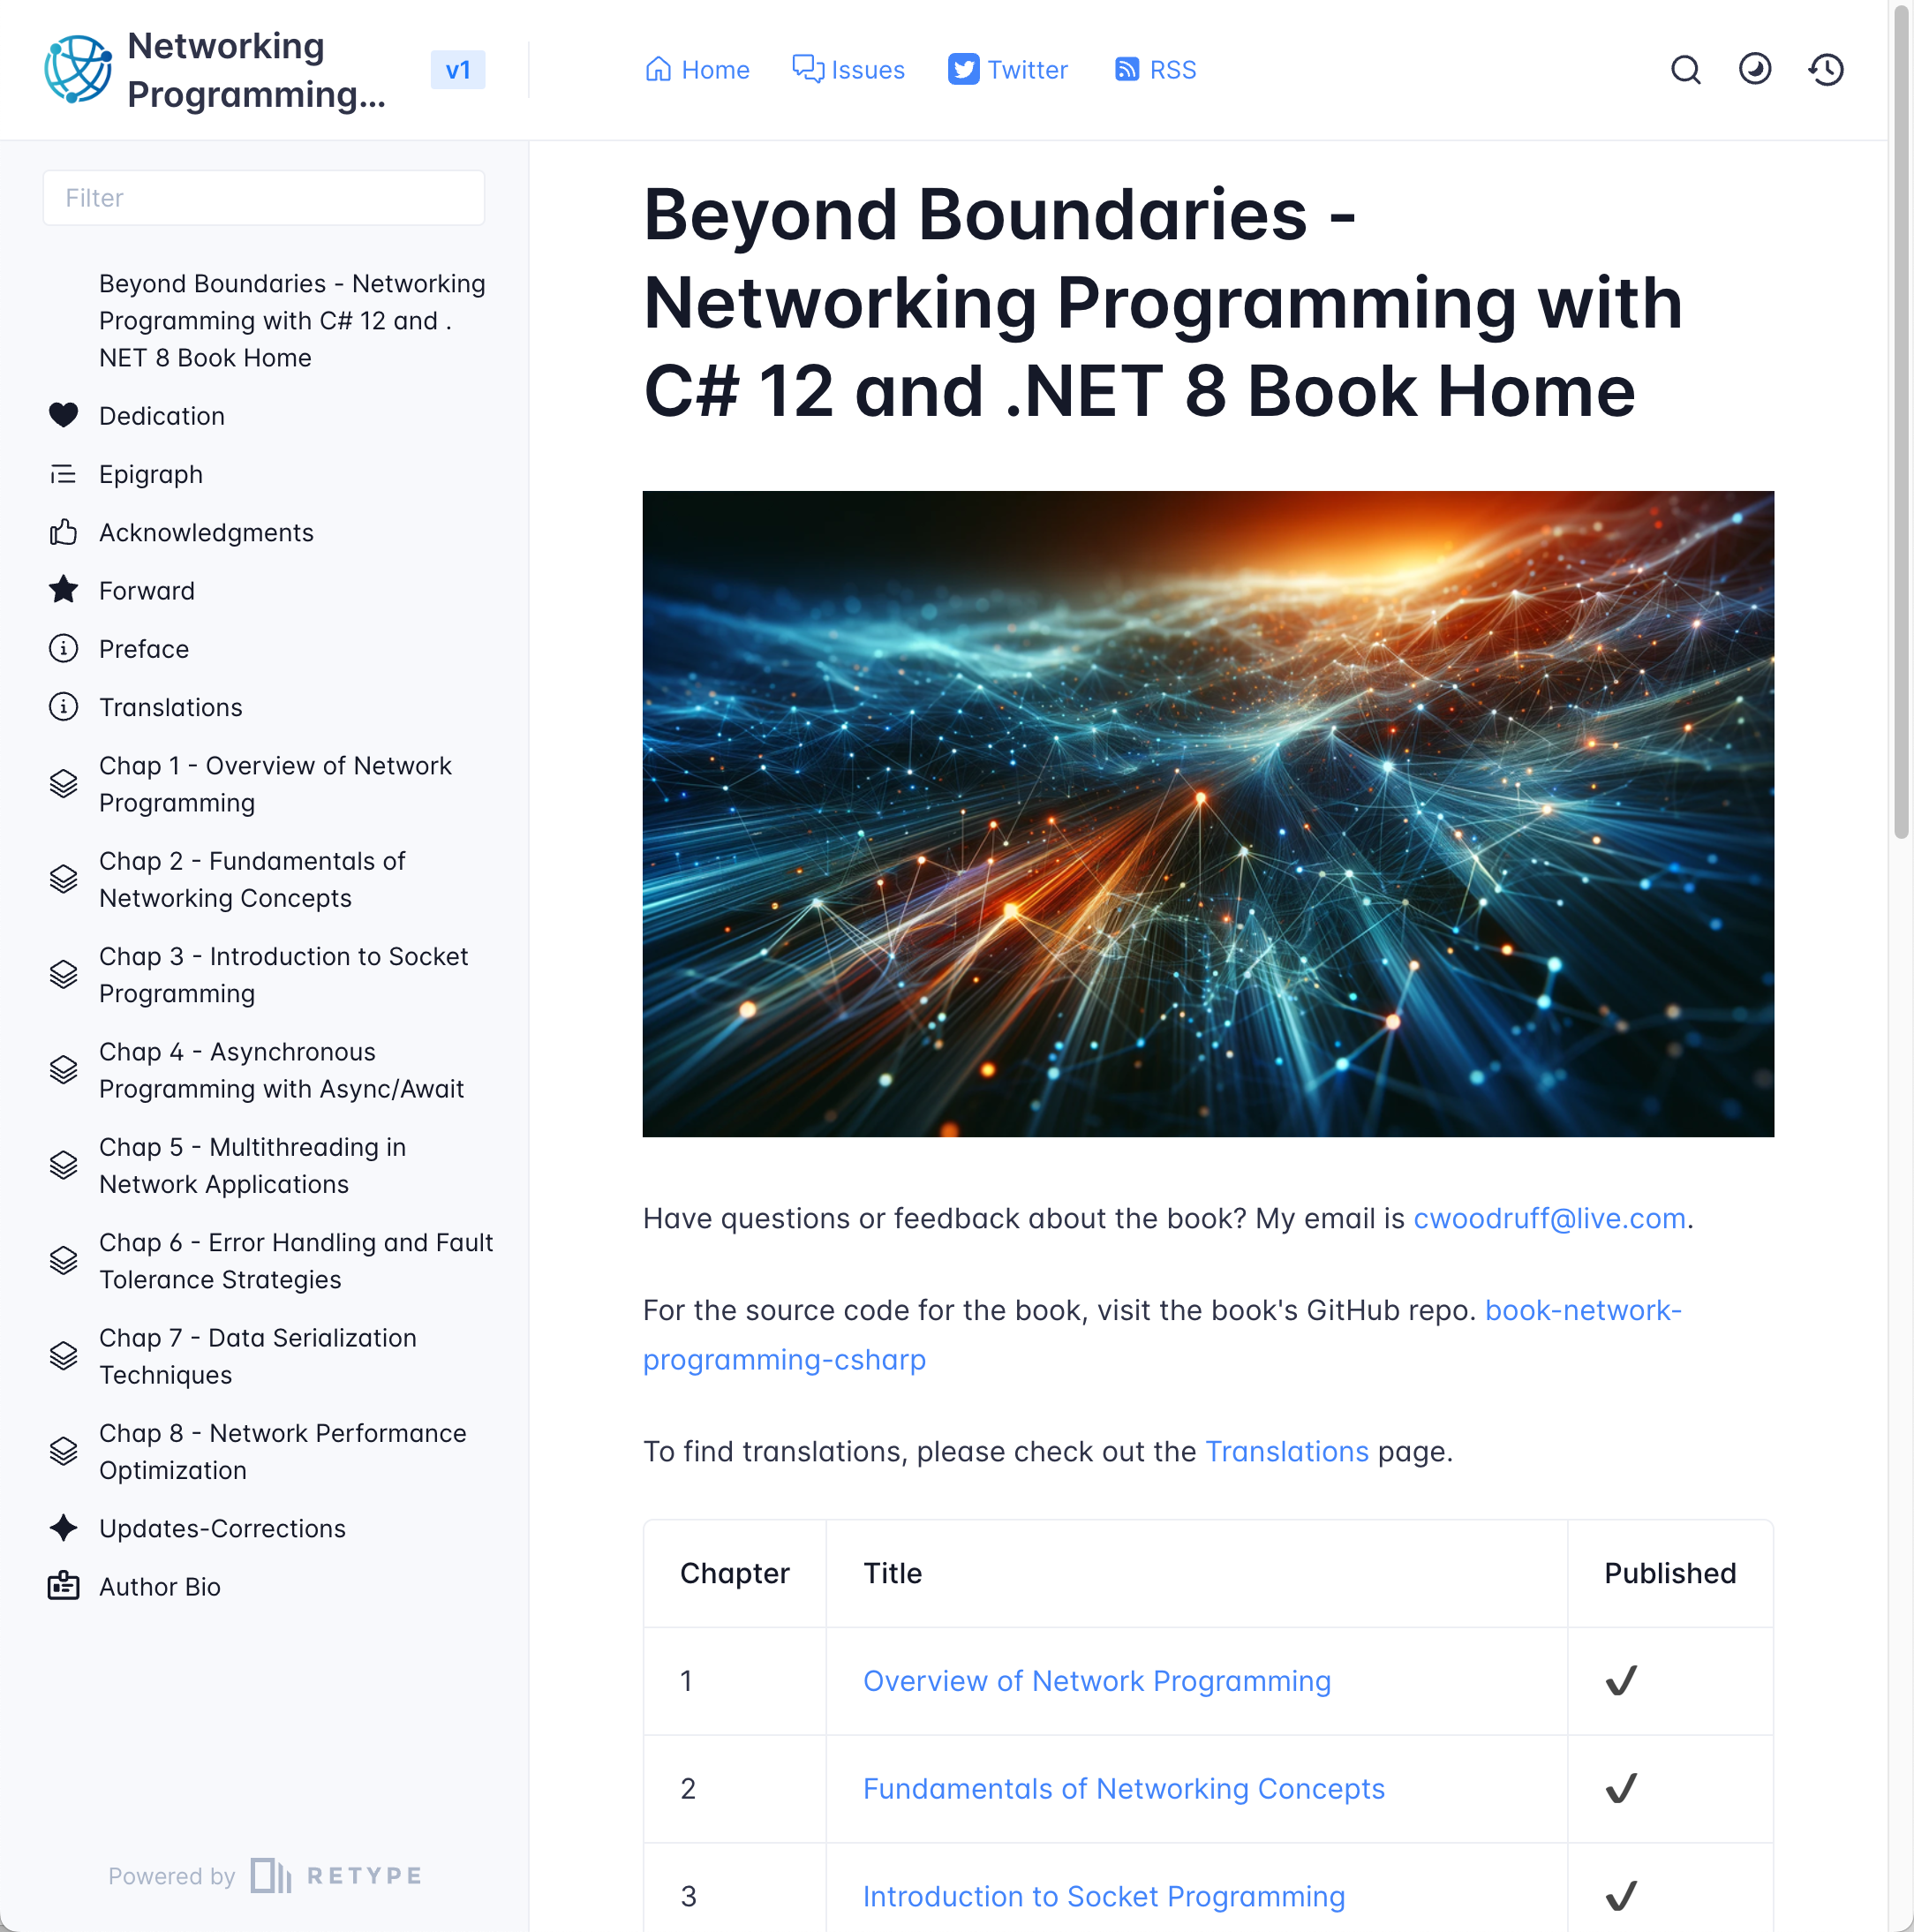 Networking
Programming...
v1
Home
Issues
Twitter
RSS
Filter
Beyond Boundaries - Networking
Programming with C# 12 and .
NET 8 Book Home
Dedication
Epigraph
Acknowledgments
Forward
Preface
Translations
Chap 1 - Overview of Network
Programming
Chap 2 - Fundamentals of
Networking Concepts
Chap 3 - Introduction to Socket
Programming
Chap 4 - Asynchronous
Programming with Async/Await
Chap 5 - Multithreading in
Network Applications
Chap 6 - Error Handling and Fault
Tolerance Strategies
Chap 7 - Data Serialization
Techniques
Chap 8 - Network Performance
Optimization
Updates-Corrections
Author Bio
Powered by RETYPE
Beyond Boundaries -
Networking Programming with
C# 12 and .NET 8 Book Home
Have questions or feedback about the book? My email is cwoodruff@live.com.
For the source code for the book, visit the book's GitHub repo. book-network-
programming-csharp
To find translations, please check out the Translations page.
Chapter Title Published
1 Overview of Network Programming ✔
2 Fundamentals of Networking Concepts ✔
3 Introduction to Socket Programming ✔